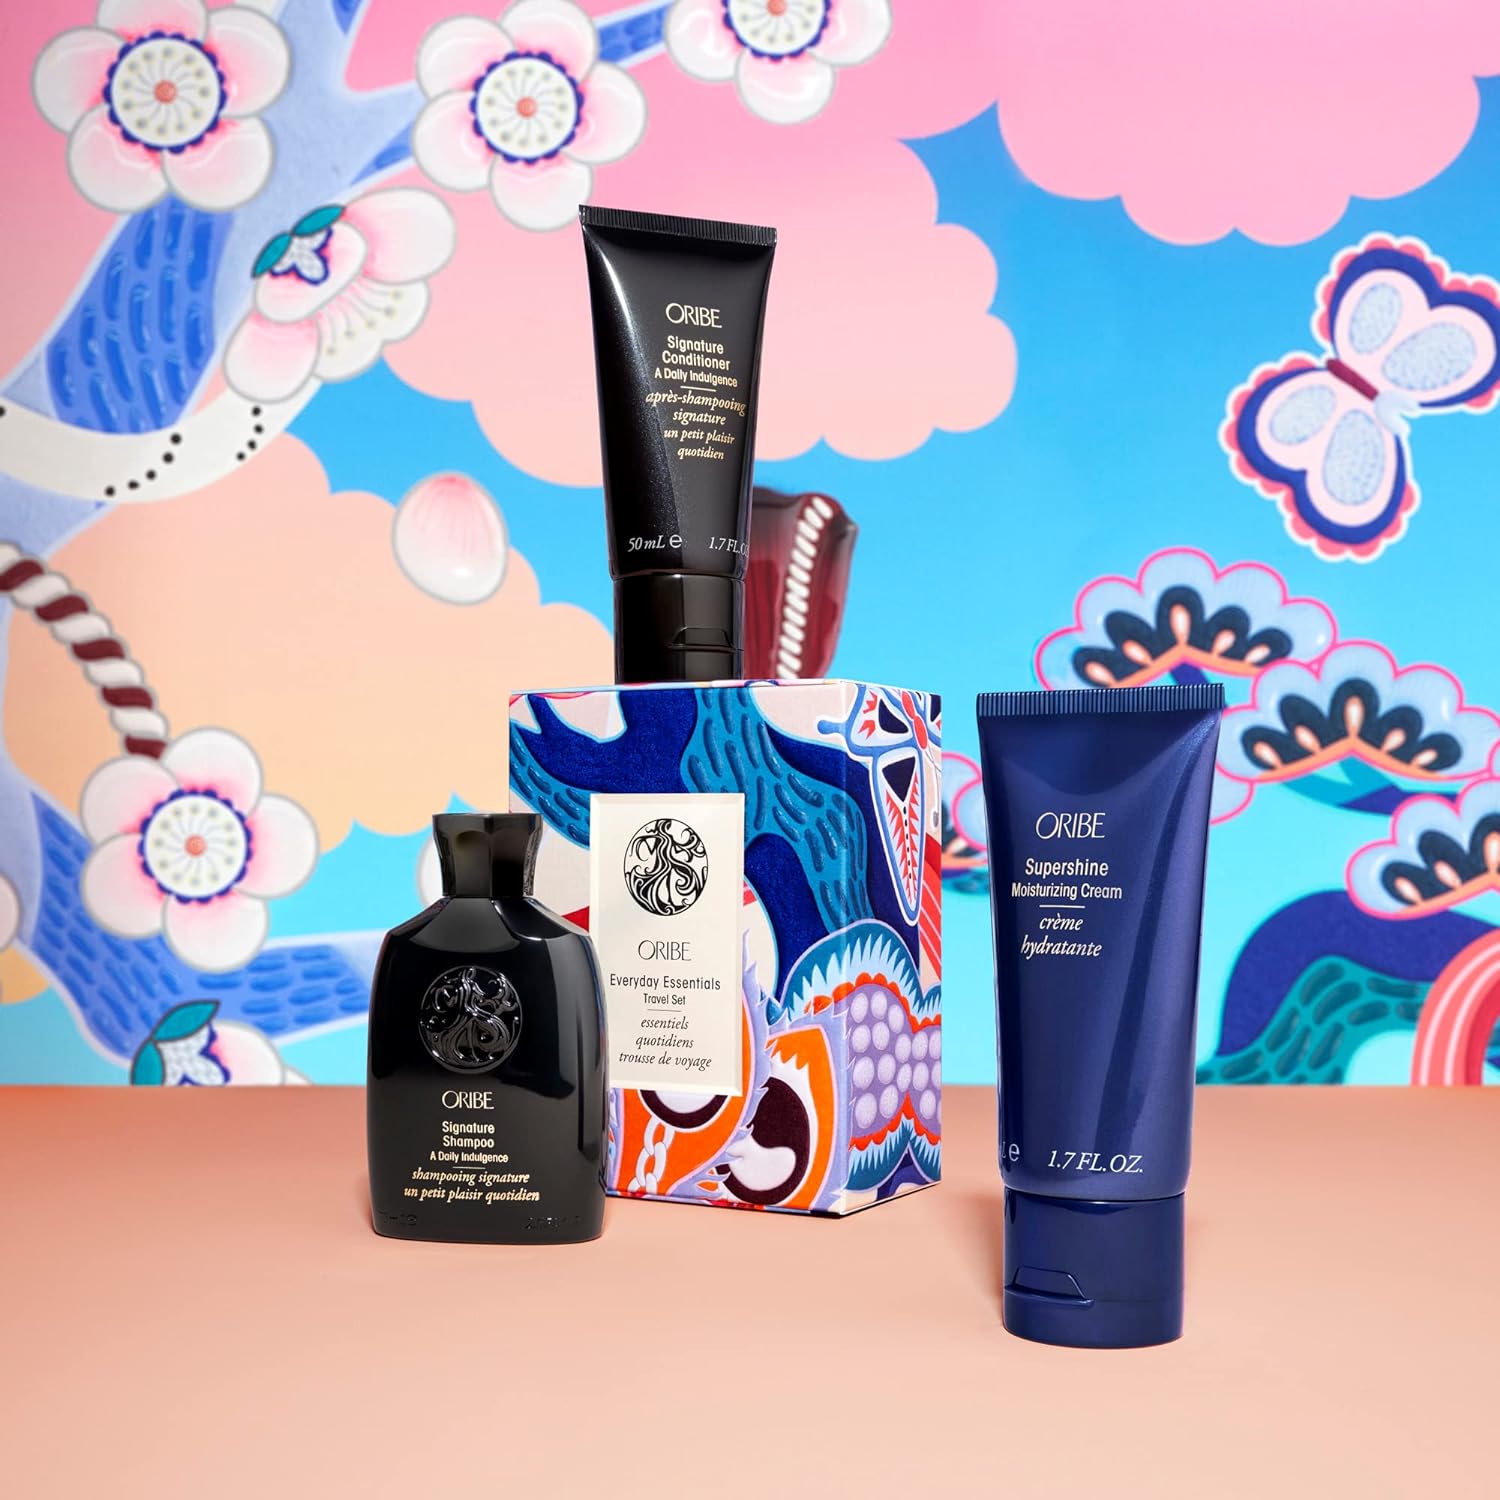 ORIBE
Signature
Conditioner
A Daily Indulgence
après-shampooing
signature
un petit plaisir
quotidien
50 mL e 1.7 FL.
ORIBE
Everyday Essentials
Travel Set
essentiels
quotidiens
trousse de voyage
ORIBE
Signature
Shampoo
A Daily Indulgence
shampooing signature
un petit plaisir quotidien
ORIBE
Supershine
Moisturizing Cream
crème
hydratante
e 1.7 FL. OZ.